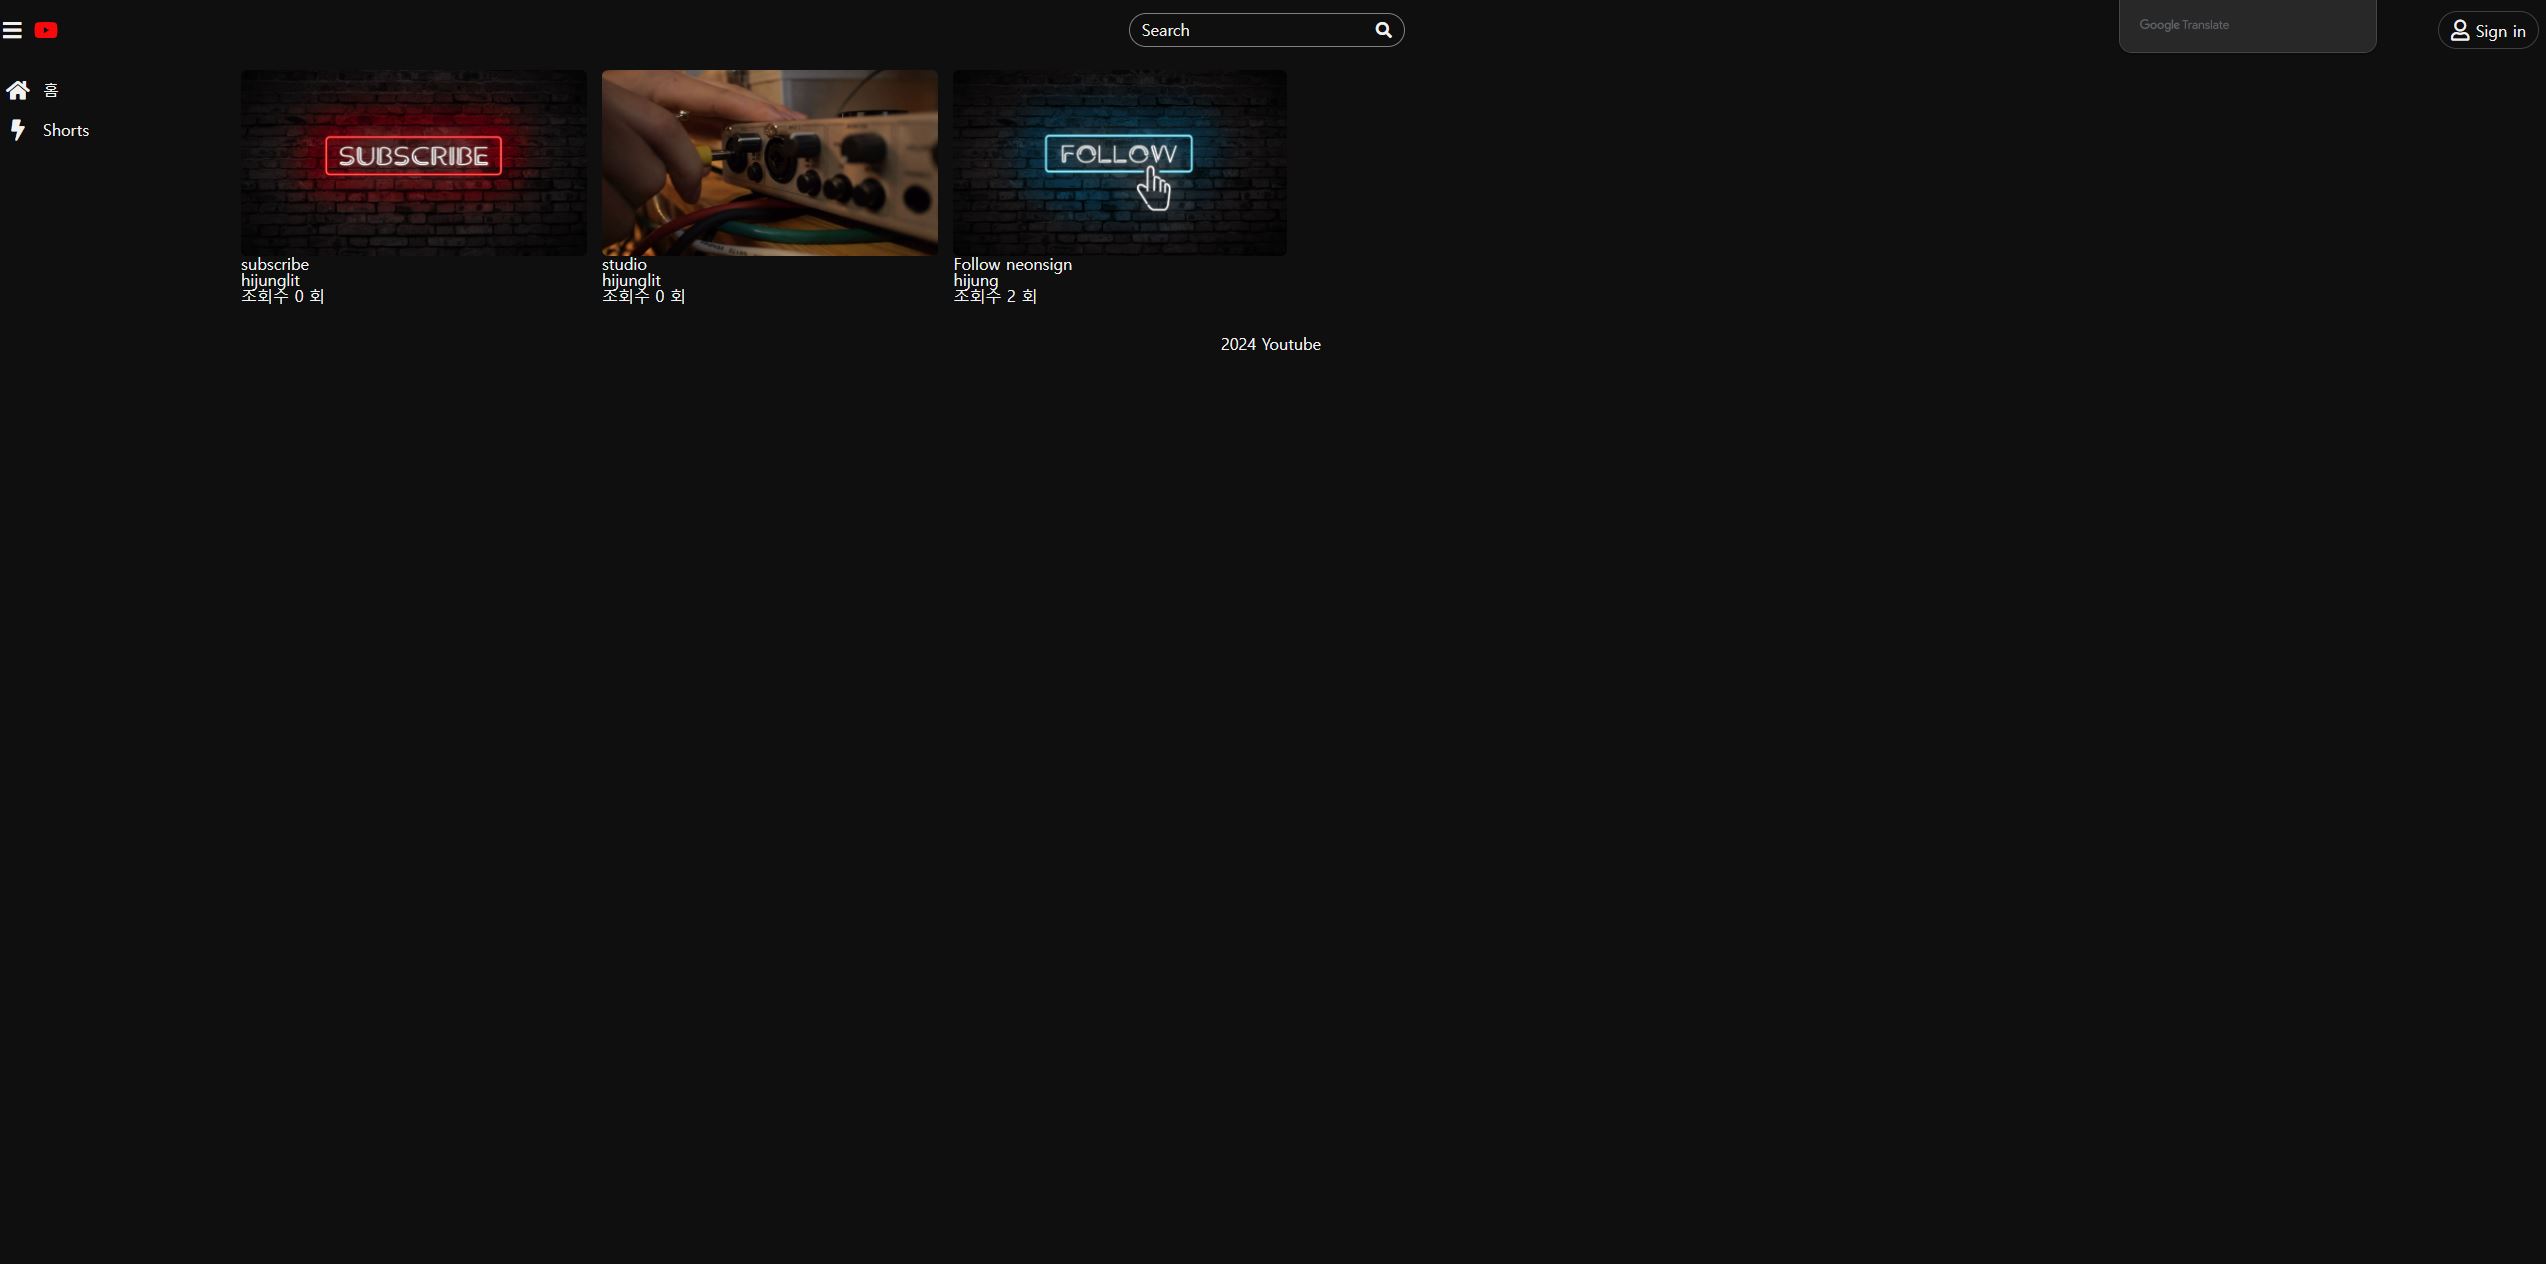 Search
Google Translate
Sign in
홈
Shorts
SUBSCRIBE
FOLLOW
subscribe
hijunglit
조회수 0 회
studio
hijunglit
조회수 0 회
Follow neonsign
hijung
조회수 2 회
2024 Youtube